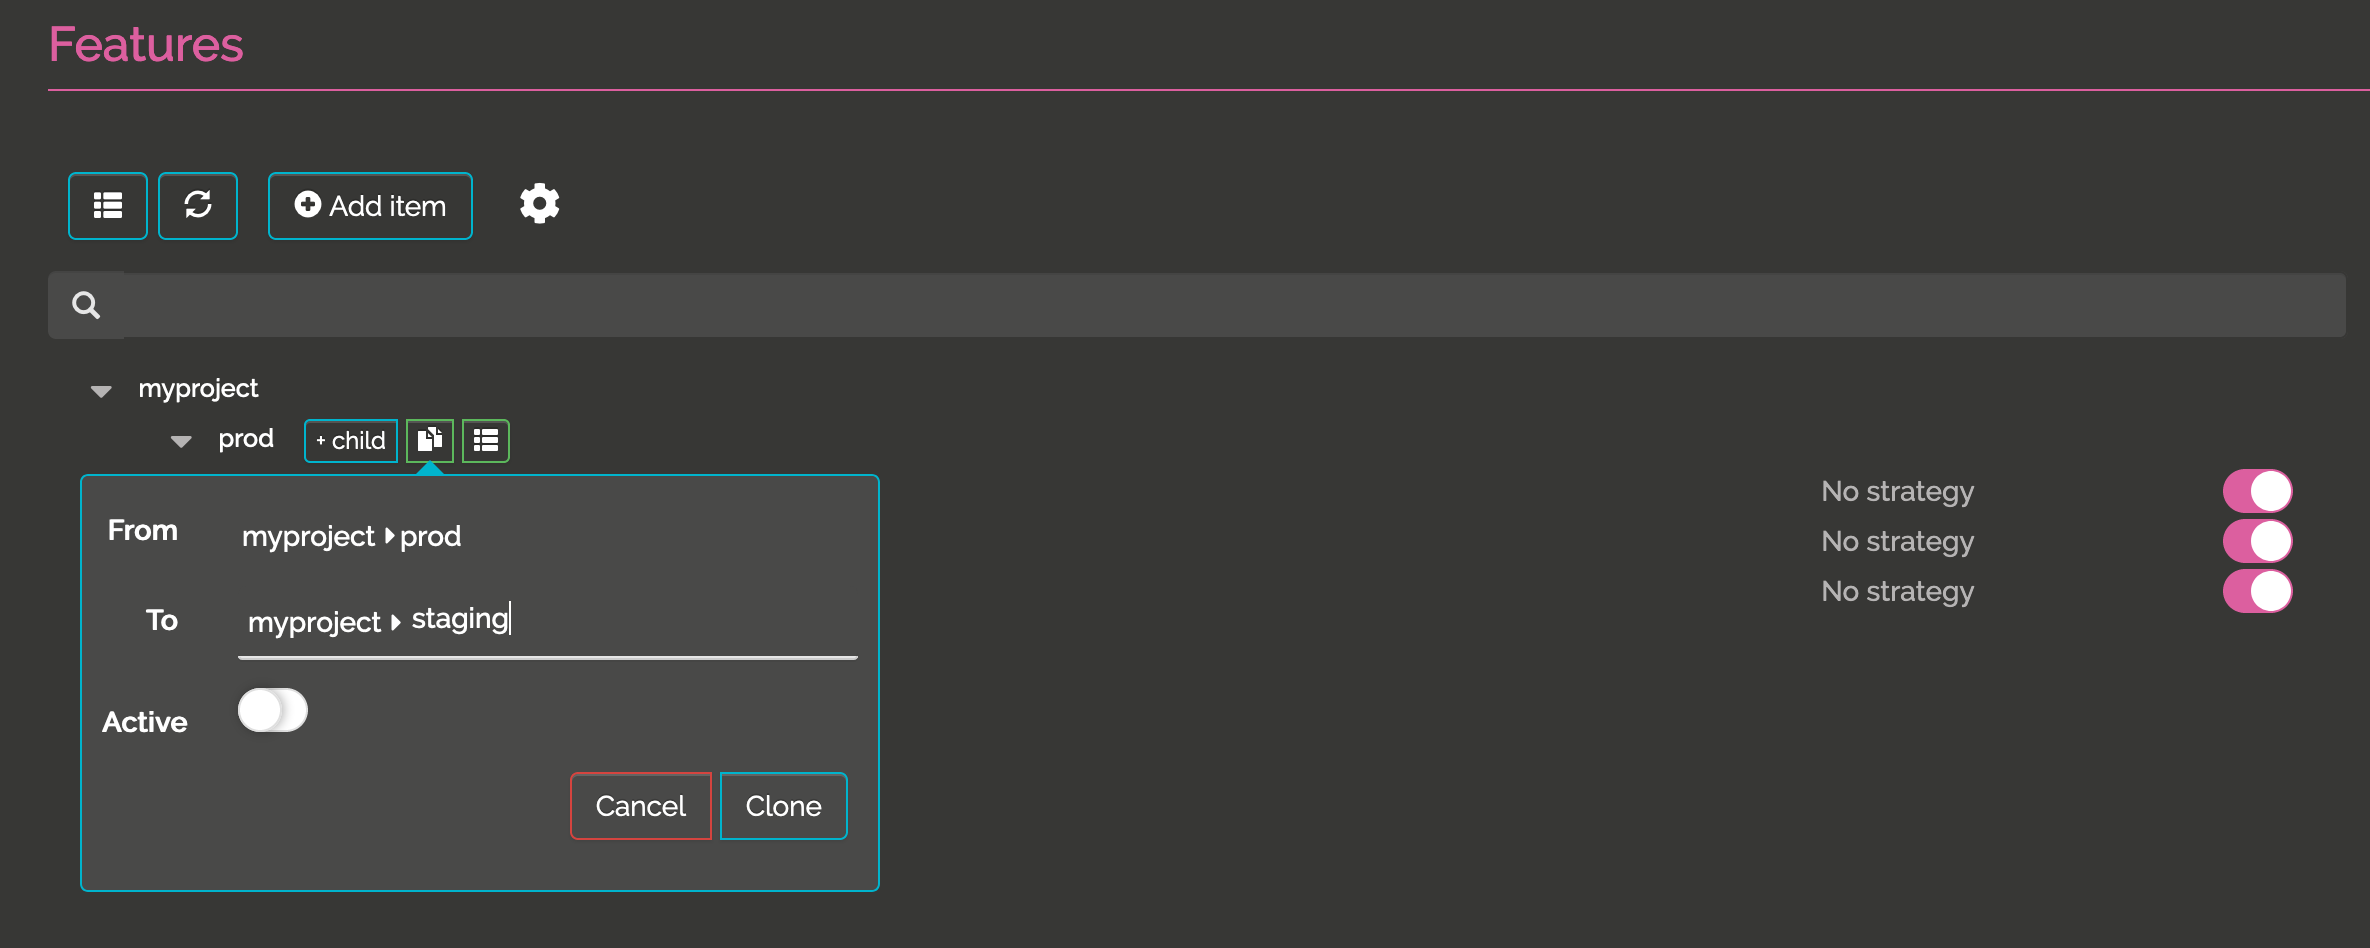 Features
Add item
myproject
prod + child
From myproject prod
No strategy
No strategy
No strategy
To myproject staging
Active
Cancel Clone